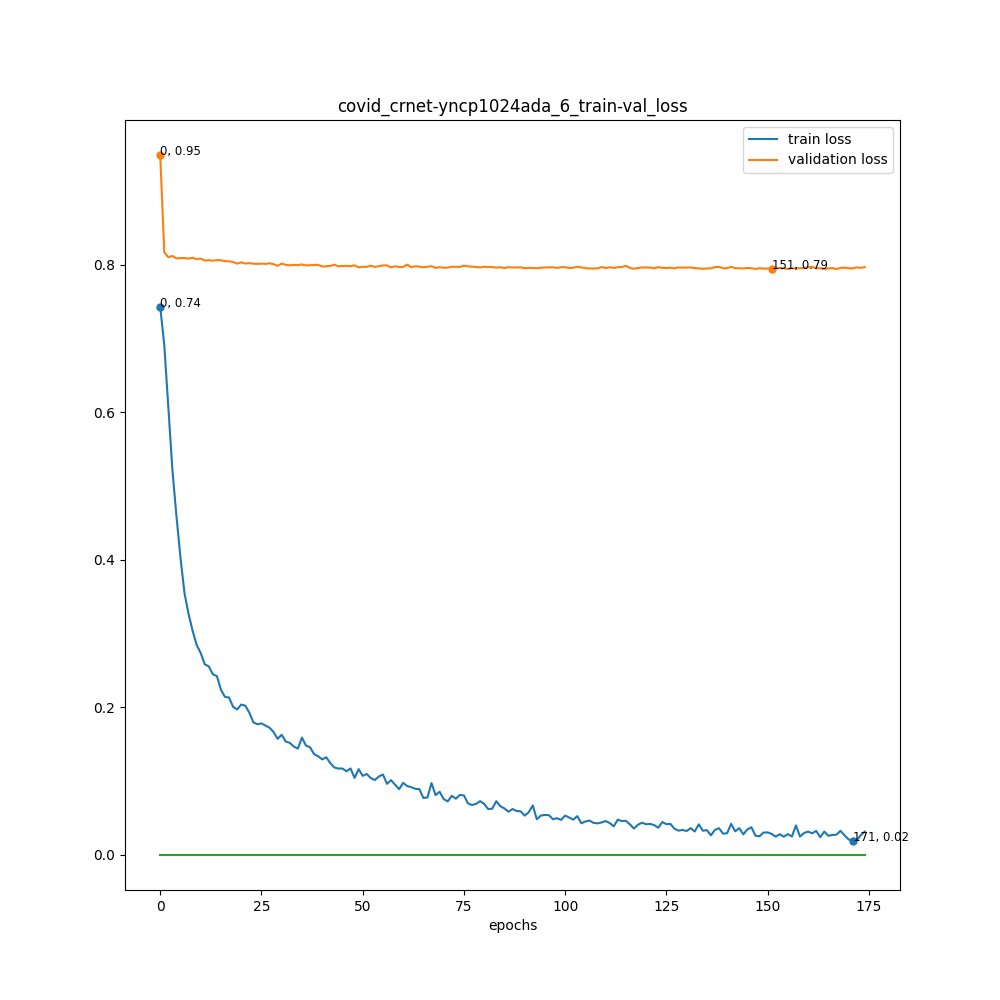 covid_crnet-yncp1024ada_6_train-val_loss
train loss
validation loss
0, 0.95
151, 0.79
0, 0.74
171, 0.02
0.8
0.6
0.4
0.2
0.0
0 25 50 75 100 125 150 175
epochs